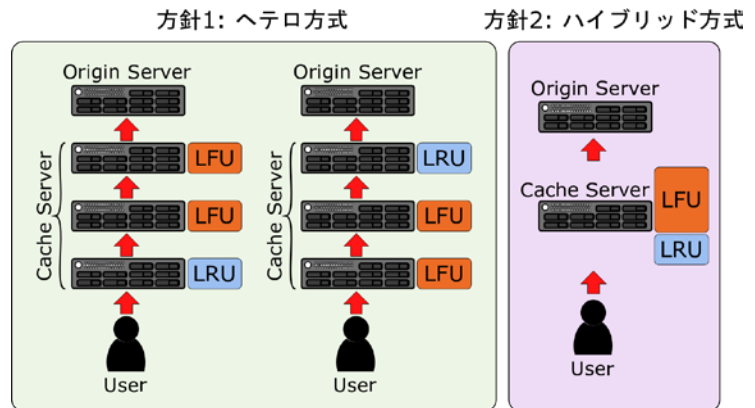 方針1: ヘテロ方式
Origin Server
LFU
LFU
LRU
Cache Server
User
Origin Server
LRU
LFU
LFU
Cache Server
User
方針2: ハイブリッド方式
Origin Server
Cache Server
LFU
LRU
User